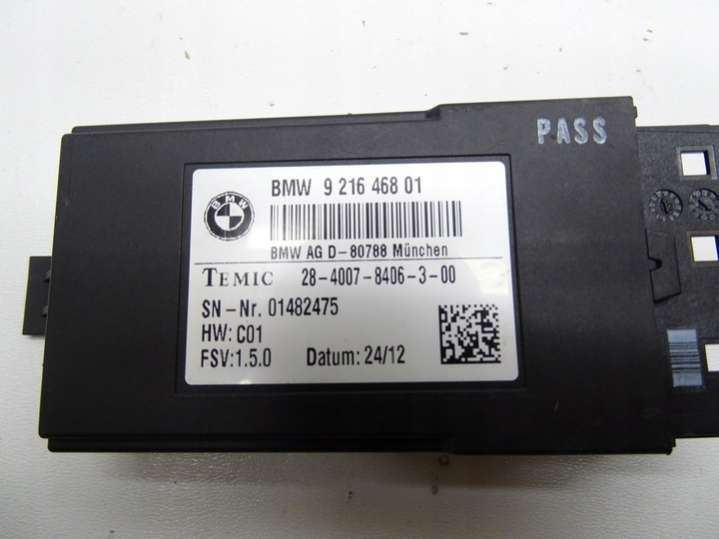 PASS
BMW 9 216 468 01
BMW
BMW AG D-80788 München
TEMIC 28-4007-8406-3-00
SN-Nr. 01482475
HW: C01
FSV:1.5.0 Datum: 24/12